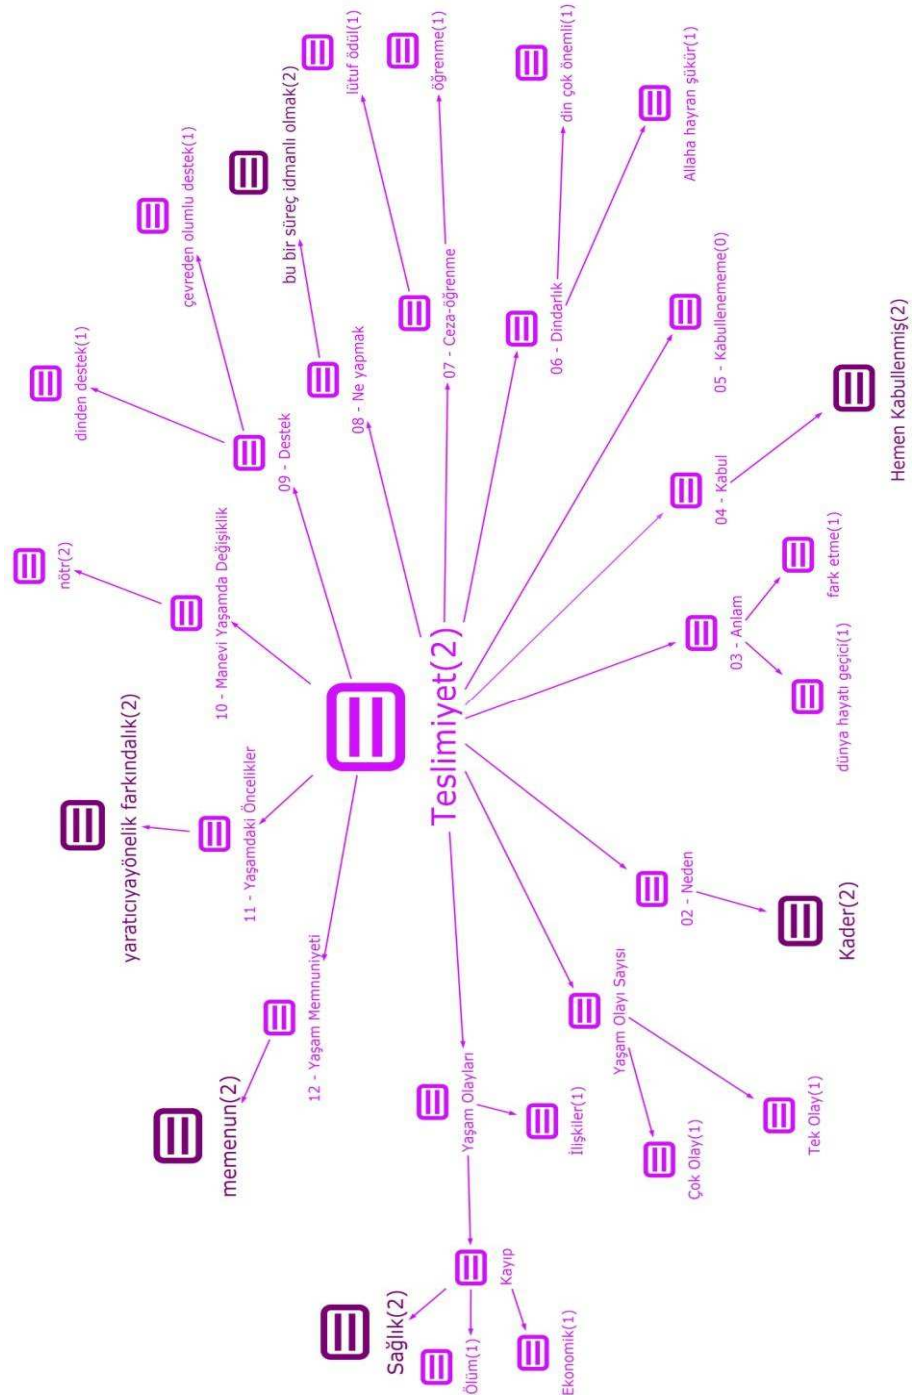 Teslimiyet(2)
Yaşam Olayları
İlişkiler(1)
Kayıp
Sağlık(2)
Ölüm(1)
Ekonomik(1)
Yaşam Olayı Sayısı
Çok Olay(1)
Tek Olay(1)
02 - Neden
Kader(2)
03 - Anlam
dünya hayatı geçici(1)
fark etme(1)
04 - Kabul
Hemen Kabullenmiş(2)
05 - Kabullenememe(0)
06 - Dindarlık
din çok önemli(1)
Allaha hayran şükür(1)
07 - Ceza-öğrenme
lütuf ödül(1)
öğrenme(1)
08 - Ne yapmak
bu bir süreç idmanlı olmak(2)
09 - Destek
dinden destek(1)
çevreden olumlu destek(1)
10 - Manevi Yaşamda Değişiklik
nötr(2)
11 - Yaşamdaki Öncelikler
yaratıcıyayönelik farkındalık(2)
12 - Yaşam Memnuniyeti
memenun(2)